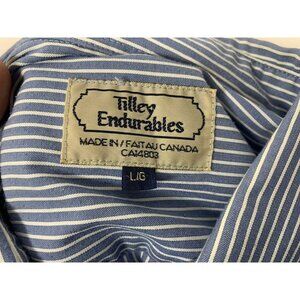 Tilley
Endurables
MADE IN / FAIT AU CANADA
CA14803
L/G